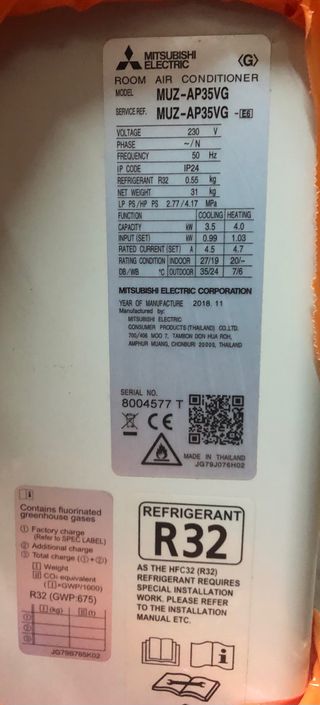 MITSUBISHI
ELECTRIC
〈G〉
ROOM AIR CONDITIONER
MODEL MUZ-AP35VG
SERVICE REF. MUZ-AP35VG -E6
VOLTAGE 230 V
PHASE ~/N
FREQUENCY 50 Hz
IP CODE IP24
REFRIGERANT R32 0.55 kg
NET WEIGHT 31 kg
LP PS/HP PS 2.77/4.17 MPa
FUNCTION COOLING HEATING
CAPACITY kW 3.5 4.0
INPUT (SET) kW 0.99 1.03
RATED CURRENT (SET) A 4.5 4.7
RATING CONDITION INDOOR 27/19 20/-
DB/WB °C OUTDOOR 35/24 7/6
MITSUBISHI ELECTRIC CORPORATION
YEAR OF MANUFACTURE 2018.11
Manufactured by:
MITSUBISHI ELECTRIC
CONSUMER PRODUCTS (THAILAND) CO.,LTD.
700/406 MOO 7, TAMBON DON HUA ROH,
AMPHUR MUANG, CHONBURI 20000, THAILAND
SERIAL NO.
8004577 T
CE
MADE IN THAILAND
JG79J076H02
Contains fluorinated
greenhouse gases
① Factory charge
(Refer to SPEC LABEL)
② Additional charge
③ Total charge (①+②)
Ⅰ Weight
Ⅱ CO₂ equivalent
(Ⅰ×GWP/1000)
R32 (GWP:675)
Ⅰ (kg) Ⅱ (t)
①
②
③
JG79B785K02
REFRIGERANT
R32
AS THE HFC32 (R32)
REFRIGERANT REQUIRES
SPECIAL INSTALLATION
WORK. PLEASE REFER
TO THE INSTALLATION
MANUAL ETC.